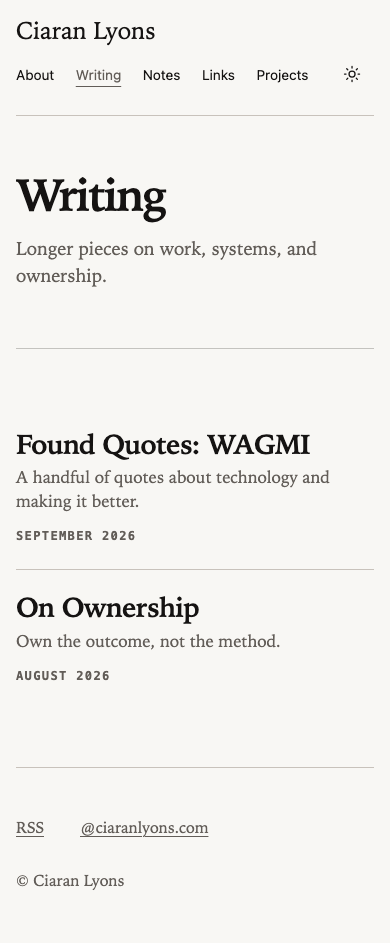 Ciaran Lyons
About Writing Notes Links Projects
Writing
Longer pieces on work, systems, and
ownership.
Found Quotes: WAGMI
A handful of quotes about technology and
making it better.
SEPTEMBER 2026
On Ownership
Own the outcome, not the method.
AUGUST 2026
RSS @ciaranlyons.com
© Ciaran Lyons